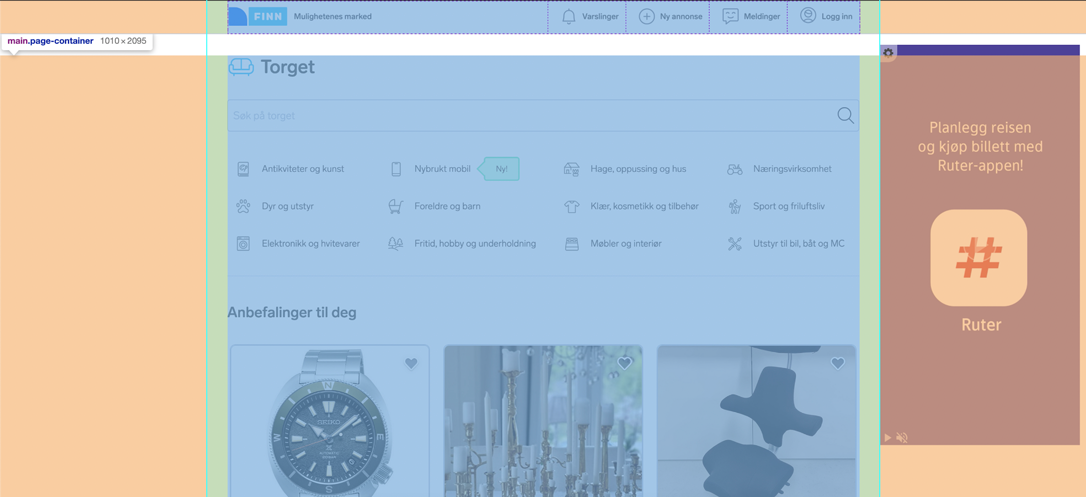 FINN
Mulighetenes marked
Varslinger
Ny annonse
Meldinger
Logg inn
main.page-container 1010 × 2095
Torget
Søk på torget
Antikviteter og kunst
Nybrukt mobil
Ny!
Hage, oppussing og hus
Næringsvirksomhet
Dyr og utstyr
Foreldre og barn
Klær, kosmetikk og tilbehør
Sport og friluftsliv
Elektronikk og hvitevarer
Fritid, hobby og underholdning
Møbler og interiør
Utstyr til bil, båt og MC
Anbefalinger til deg
SEIKO
Planlegg reisen
og kjøp billett med
Ruter-appen!
#
Ruter